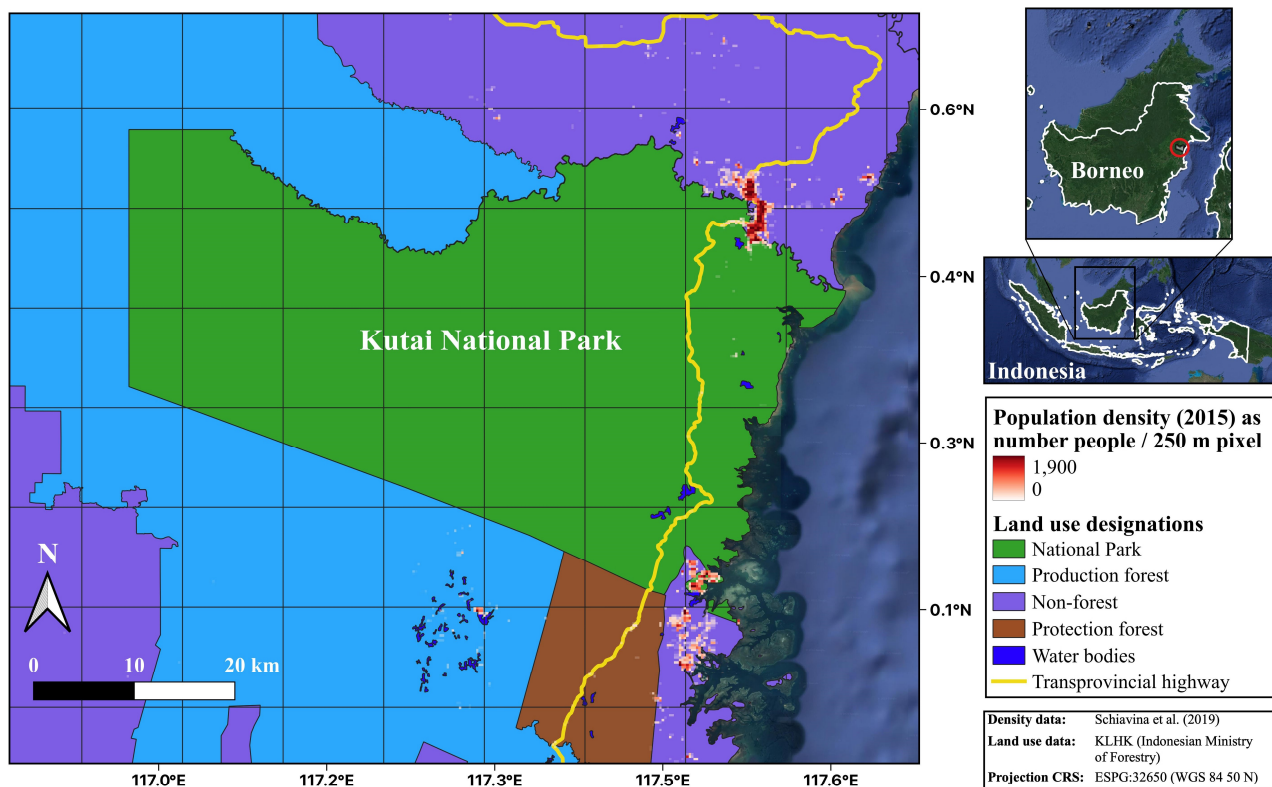 Kutai National Park
N
0 10 20 km
0.6°N
0.4°N
0.3°N
0.1°N
117.0°E 117.2°E 117.3°E 117.5°E 117.6°E
Borneo
Indonesia
Population density (2015) as
number people / 250 m pixel
1,900
0
Land use designations
National Park
Production forest
Non-forest
Protection forest
Water bodies
Transprovincial highway
Density data: Schiavina et al. (2019)
Land use data: KLHK (Indonesian Ministry
of Forestry)
Projection CRS: ESPG:32650 (WGS 84 50 N)